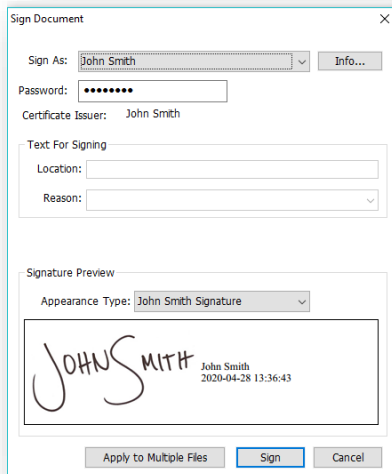 Sign Document
Sign As: John Smith Info...
Password: ●●●●●●●●
Certificate Issuer: John Smith
Text For Signing
Location:
Reason:
Signature Preview
Appearance Type: John Smith Signature
JOHN SMITH
John Smith
2020-04-28 13:36:43
Apply to Multiple Files Sign Cancel